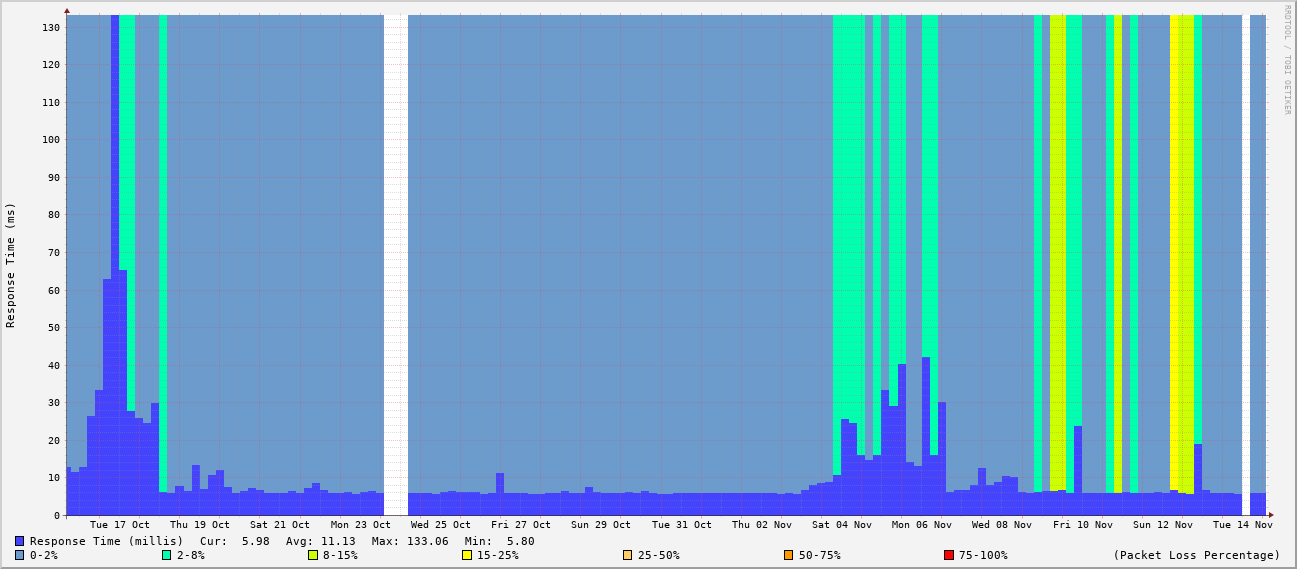 RRDTOOL / TOBI OETIKER
Response Time (ms)
130
120
110
100
90
80
70
60
50
40
30
20
10
0
Tue 17 Oct Thu 19 Oct Sat 21 Oct Mon 23 Oct Wed 25 Oct Fri 27 Oct Sun 29 Oct Tue 31 Oct Thu 02 Nov Sat 04 Nov Mon 06 Nov Wed 08 Nov Fri 10 Nov Sun 12 Nov Tue 14 Nov
Response Time (millis) Cur: 5.98 Avg: 11.13 Max: 133.06 Min: 5.80
0-2% 2-8% 8-15% 15-25% 25-50% 50-75% 75-100% (Packet Loss Percentage)